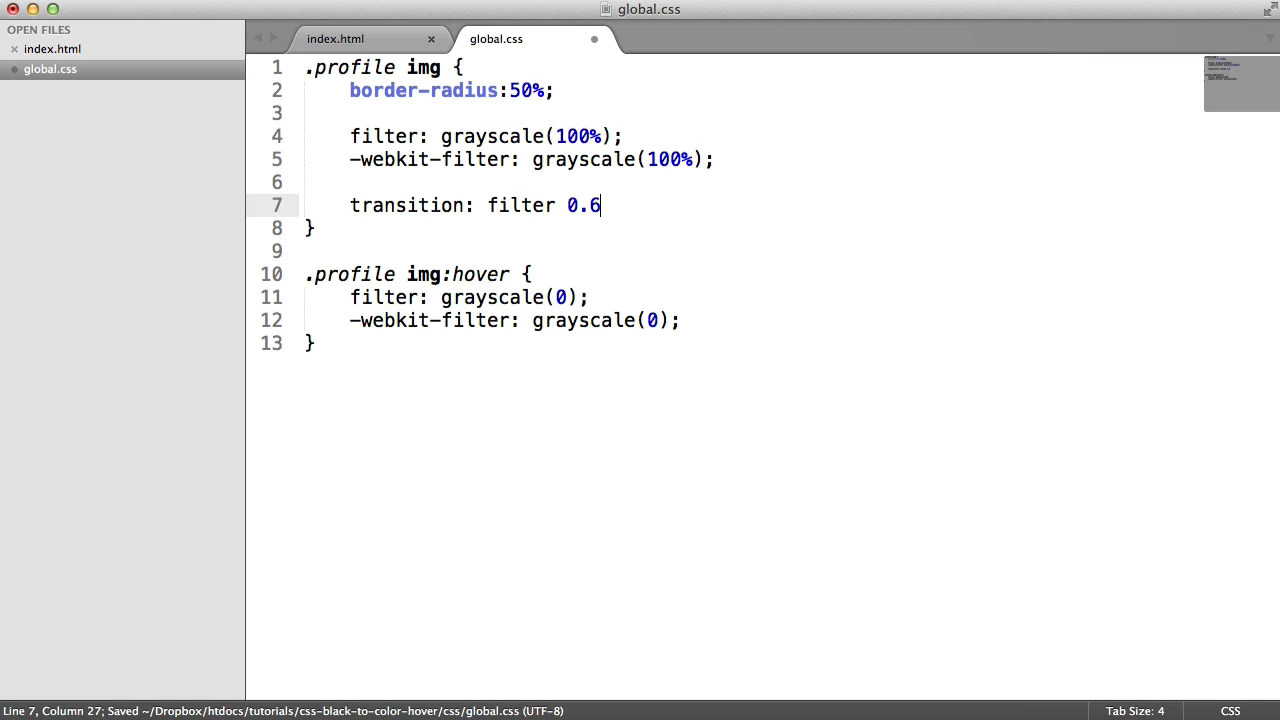 global.css
OPEN FILES
index.html
global.css
index.html
global.css
1 .profile img {
2 border-radius:50%;
3
4 filter: grayscale(100%);
5 -webkit-filter: grayscale(100%);
6
7 transition: filter 0.6
8 }
9
10 .profile img:hover {
11 filter: grayscale(0);
12 -webkit-filter: grayscale(0);
13 }
Line 7, Column 27; Saved ~/Dropbox/htdocs/tutorials/css-black-to-color-hover/css/global.css (UTF-8)
Tab Size: 4
CSS